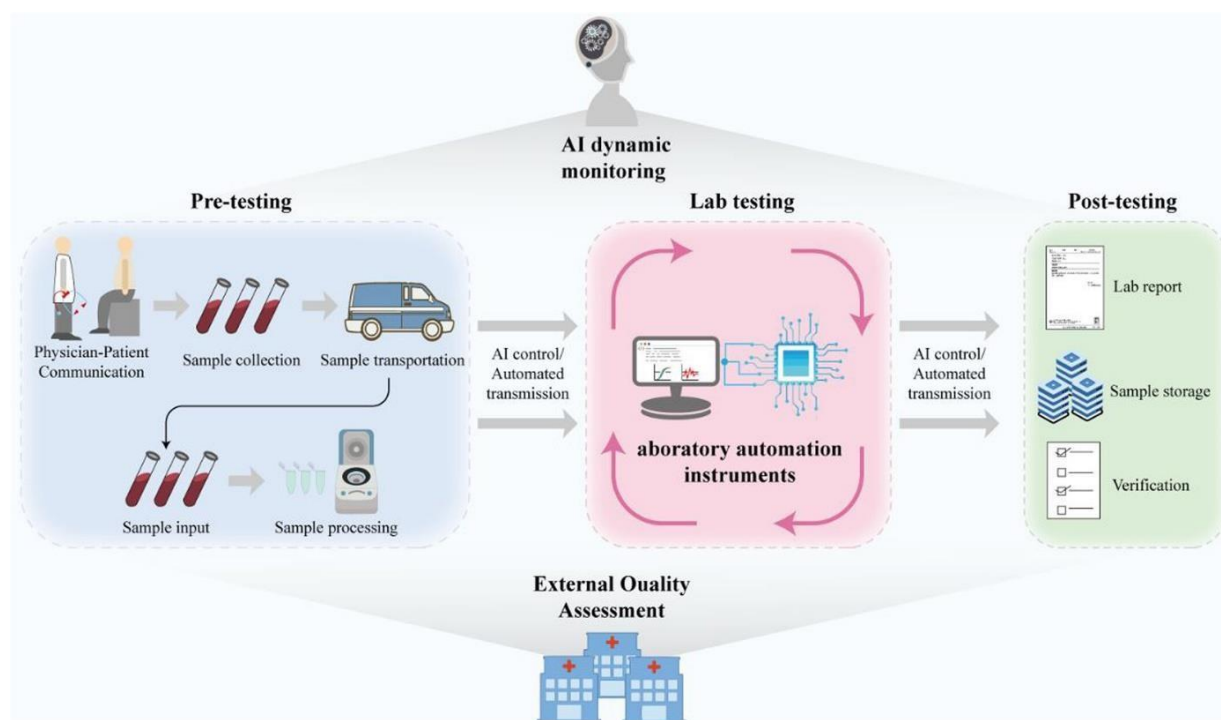 AI dynamic
monitoring
Pre-testing
Lab testing
Post-testing
Physician-Patient
Communication
Sample collection
Sample transportation
Sample input
Sample processing
AI control/
Automated
transmission
aboratory automation
instruments
AI control/
Automated
transmission
Lab report
Sample storage
Verification
External Quality
Assessment